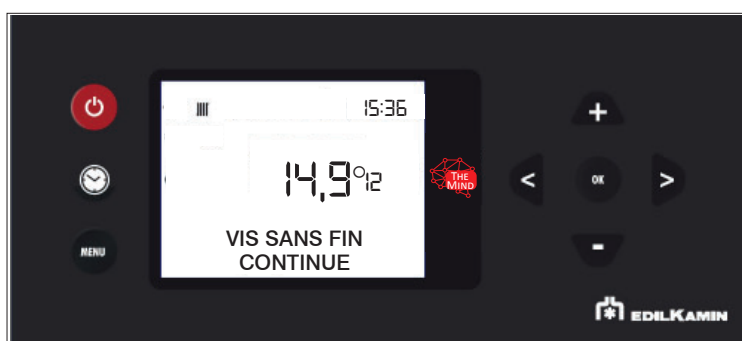 15:36
14,9°12
VIS SANS FIN
CONTINUE
THE
MIND
MENU
OK
EDILKAMIN